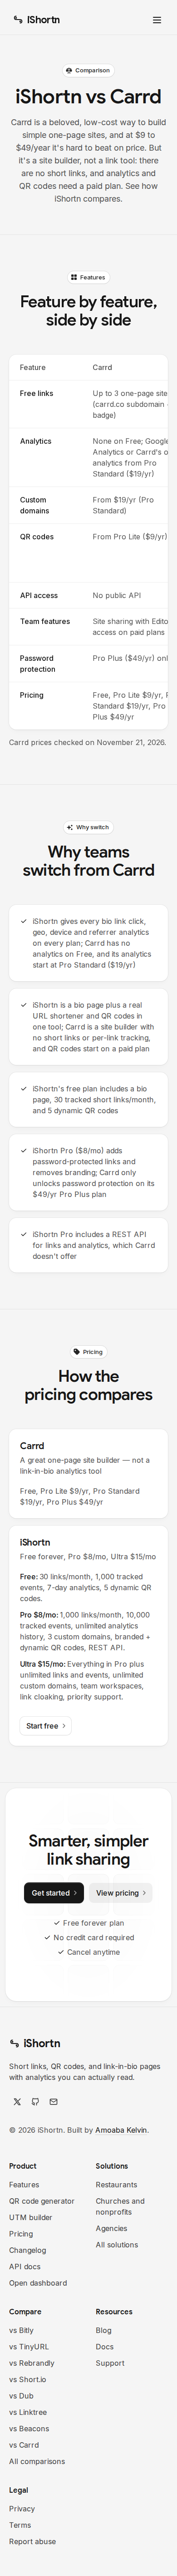 iShortn
Comparison
iShortn vs Carrd
Carrd is a beloved, low-cost way to build
simple one-page sites, and at $9 to
$49/year it's hard to beat on price. But
it's a site builder, not a link tool: there
are no short links, and analytics and
QR codes need a paid plan. See how
iShortn compares.
Features
Feature by feature,
side by side
Feature Carrd
Free links Up to 3 one-page site
(carrd.co subdomain
badge)
Analytics None on Free; Google
Analytics or Carrd's o
analytics from Pro
Standard ($19/yr)
Custom
domains
From $19/yr (Pro
Standard)
QR codes From Pro Lite ($9/yr)
API access No public API
Team features Site sharing with Edito
access on paid plans
Password
protection
Pro Plus ($49/yr) onl
Pricing Free, Pro Lite $9/yr,
Standard $19/yr, Pro
Plus $49/yr
Carrd prices checked on November 21, 2026.
Why switch
Why teams
switch from Carrd
iShortn gives every bio link click,
geo, device and referrer analytics
on every plan; Carrd has no
analytics on Free, and its analytics
start at Pro Standard ($19/yr)
iShortn is a bio page plus a real
URL shortener and QR codes in
one tool; Carrd is a site builder with
no short links or per-link tracking,
and QR codes start on a paid plan
iShortn's free plan includes a bio
page, 30 tracked short links/month,
and 5 dynamic QR codes
iShortn Pro ($8/mo) adds
password-protected links and
removes branding; Carrd only
unlocks password protection on its
$49/yr Pro Plus plan
iShortn Pro includes a REST API
for links and analytics, which Carrd
doesn't offer
Pricing
How the
pricing compares
Carrd
A great one-page site builder — not a
link-in-bio analytics tool
Free, Pro Lite $9/yr, Pro Standard
$19/yr, Pro Plus $49/yr
iShortn
Free forever, Pro $8/mo, Ultra $15/mo
Free: 30 links/month, 1,000 tracked
events, 7-day analytics, 5 dynamic QR
codes.
Pro $8/mo: 1,000 links/month, 10,000
tracked events, unlimited analytics
history, 3 custom domains, branded +
dynamic QR codes, REST API.
Ultra $15/mo: Everything in Pro plus
unlimited links and events, unlimited
custom domains, team workspaces,
link cloaking, priority support.
Start free
Smarter, simpler
link sharing
Get started
View pricing
Free forever plan
No credit card required
Cancel anytime
iShortn
Short links, QR codes, and link-in-bio pages
with analytics you can actually read.
© 2026 iShortn. Built by Amoaba Kelvin.
Product
Features
QR code generator
UTM builder
Pricing
Changelog
API docs
Open dashboard
Solutions
Restaurants
Churches and
nonprofits
Agencies
All solutions
Compare
vs Bitly
vs TinyURL
vs Rebrandly
vs Short.io
vs Dub
vs Linktree
vs Beacons
vs Carrd
All comparisons
Resources
Blog
Docs
Support
Legal
Privacy
Terms
Report abuse